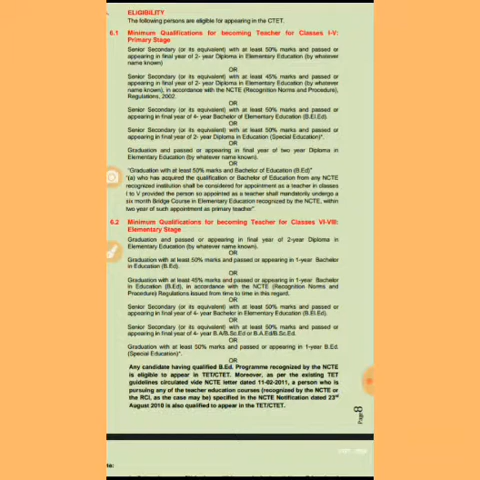 ELIGIBILITY
The following persons are eligible for appearing in the CTET.
6.1 Minimum Qualifications for becoming Teacher for Classes I-V:
Primary Stage
Senior Secondary (or its equivalent) with at least 50% marks and passed or
appearing in final year of 2- year Diploma in Elementary Education (by whatever
name known)
OR
Senior Secondary (or its equivalent) with at least 45% marks and passed or
appearing in final year of 2- year Diploma in Elementary Education (by whatever
name known), in accordance with the NCTE (Recognition Norms and Procedure),
Regulations, 2002.
OR
Senior Secondary (or its equivalent) with at least 50% marks and passed or
appearing in final year of 4- year Bachelor of Elementary Education (B.El.Ed).
OR
Senior Secondary (or its equivalent) with at least 50% marks and passed or
appearing in final year of 2- year Diploma in Education (Special Education)*.
OR
Graduation and passed or appearing in final year of two year Diploma in
Elementary Education (by whatever name known).
OR
"Graduation with at least 50% marks and Bachelor of Education (B.Ed)"
"(a) who has acquired the qualification or Bachelor of Education from any NCTE
recognized institution shall be considered for appointment as a teacher in classes
I to V provided the person so appointed as a teacher shall mandatorily undergo a
six month Bridge Course in Elementary Education recognized by the NCTE, within
two year of such appointment as primary teacher".
6.2 Minimum Qualifications for becoming Teacher for Classes VI-VIII:
Elementary Stage
Graduation and passed or appearing in final year of 2-year Diploma in
Elementary Education (by whatever name known).
OR
Graduation with at least 50% marks and passed or appearing in 1-year Bachelor
in Education (B.Ed).
OR
Graduation with at least 45% marks and passed or appearing in 1-year Bachelor
in Education (B.Ed), in accordance with the NCTE (Recognition Norms and
Procedure) Regulations issued from time to time in this regard.
OR
Senior Secondary (or its equivalent) with at least 50% marks and passed or
appearing in final year of 4- year Bachelor in Elementary Education (B.El.Ed).
OR
Senior Secondary (or its equivalent) with at least 50% marks and passed or
appearing in final year of 4- year B.A/B.Sc.Ed or B.A.Ed/B.Sc.Ed.
OR
Graduation with at least 50% marks and passed or appearing in 1-year B.Ed.
(Special Education)*.
OR
Any candidate having qualified B.Ed. Programme recognized by the NCTE
is eligible to appear in TET/CTET. Moreover, as per the existing TET
guidelines circulated vide NCTE letter dated 11-02-2011, a person who is
pursuing any of the teacher education courses (recognized by the NCTE or
the RCI, as the case may be) specified in the NCTE Notification dated 23rd
August 2010 is also qualified to appear in the TET/CTET.
Page8